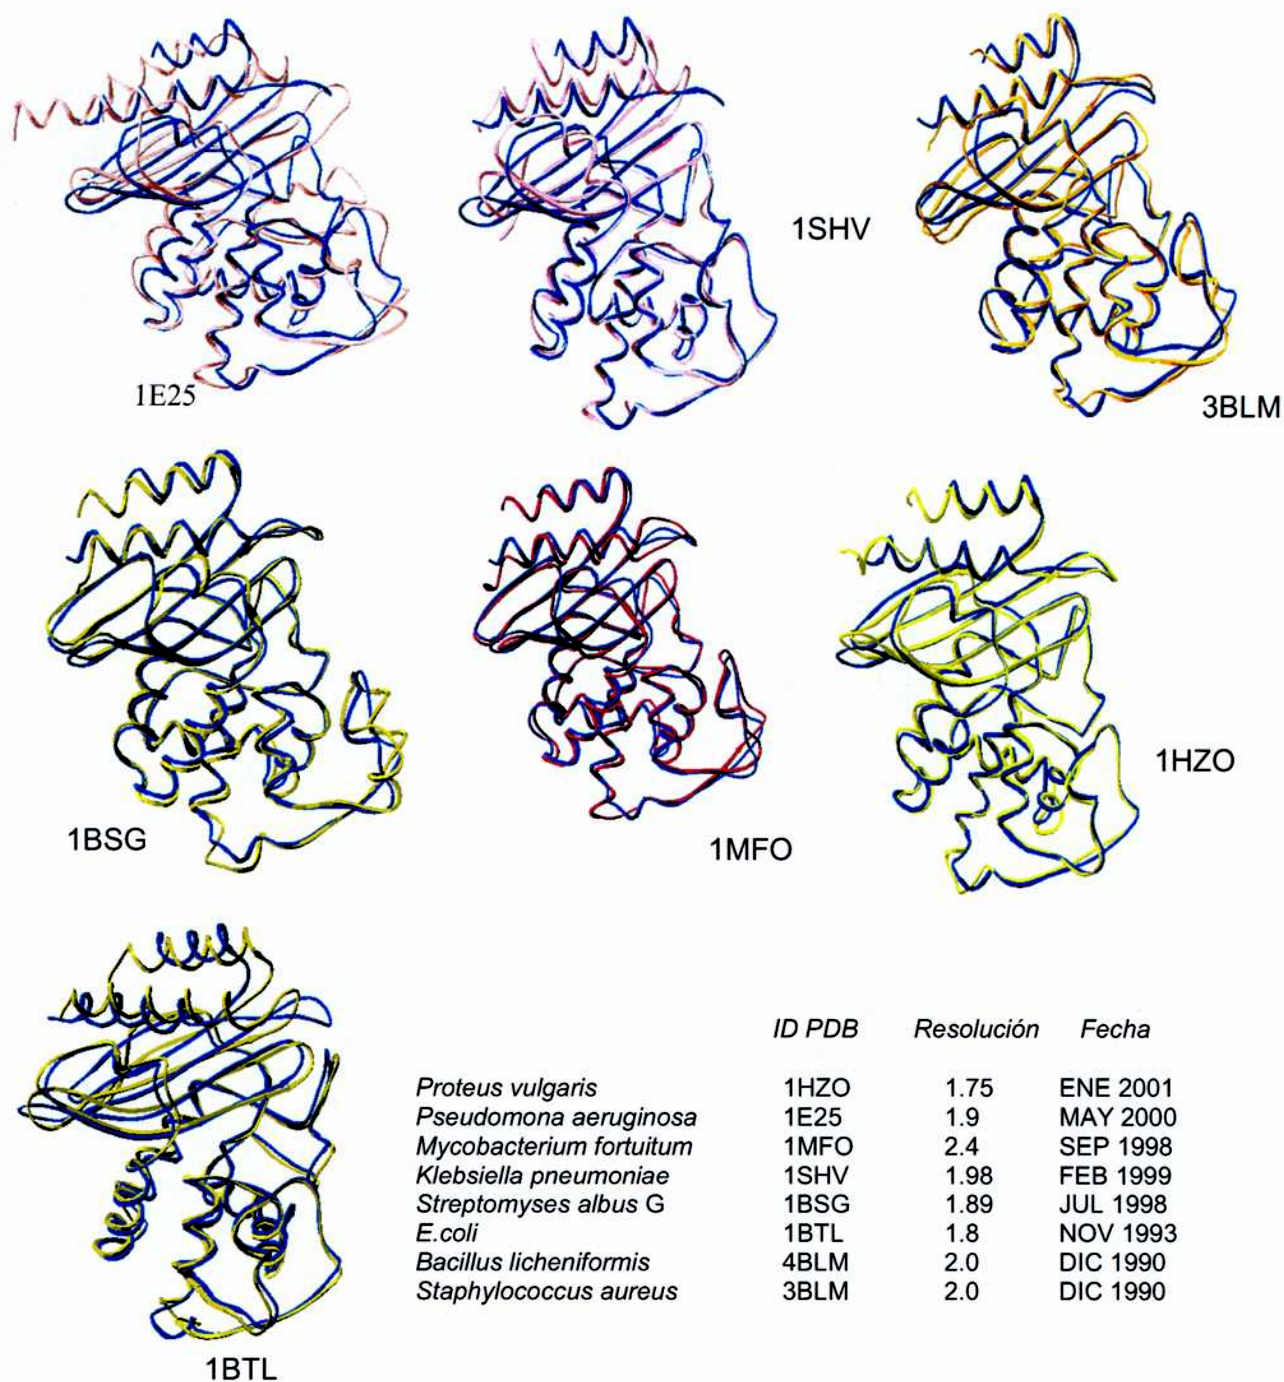 1E25
1SHV
3BLM
1BSG
1MFO
1HZO
1BTL
ID PDB Resolución Fecha
Proteus vulgaris 1HZO 1.75 ENE 2001
Pseudomona aeruginosa 1E25 1.9 MAY 2000
Mycobacterium fortuitum 1MFO 2.4 SEP 1998
Klebsiella pneumoniae 1SHV 1.98 FEB 1999
Streptomyses albus G 1BSG 1.89 JUL 1998
E.coli 1BTL 1.8 NOV 1993
Bacillus licheniformis 4BLM 2.0 DIC 1990
Staphylococcus aureus 3BLM 2.0 DIC 1990